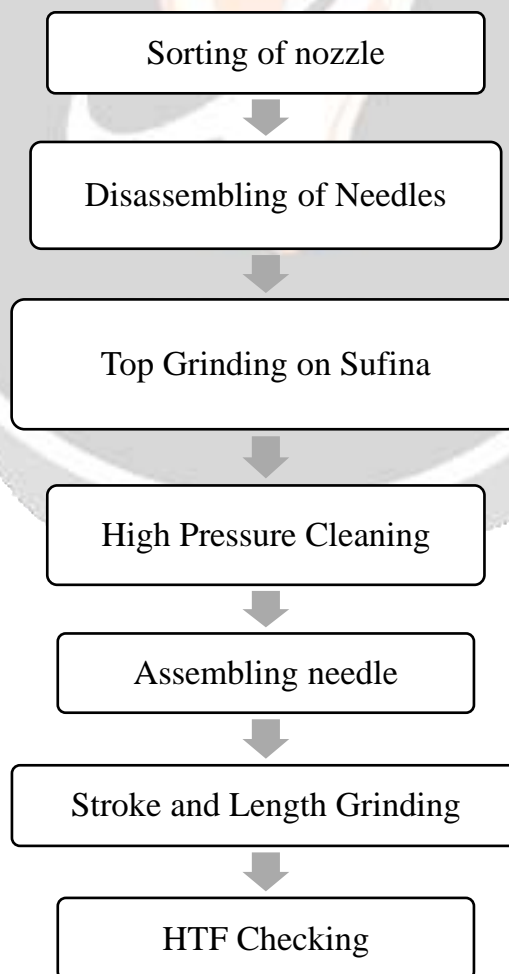 Sorting of nozzle
Disassembling of Needles
Top Grinding on Sufina
High Pressure Cleaning
Assembling needle
Stroke and Length Grinding
HTF Checking